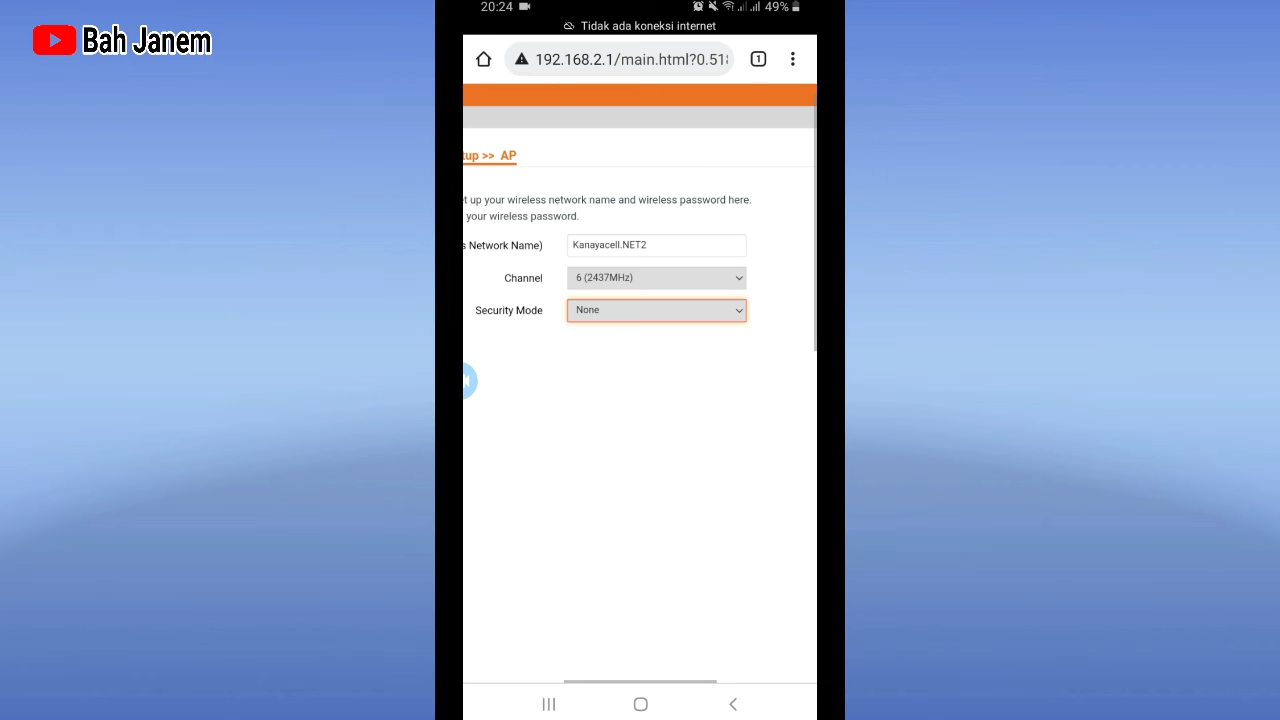 Bah Janem
20:24
49%
Tidak ada koneksi internet
192.168.2.1/main.html?0.518
1
tup >> AP
et up your wireless network name and wireless password here.
your wireless password.
s Network Name) Kanayacell.NET2
Channel 6 (2437MHz)
Security Mode None